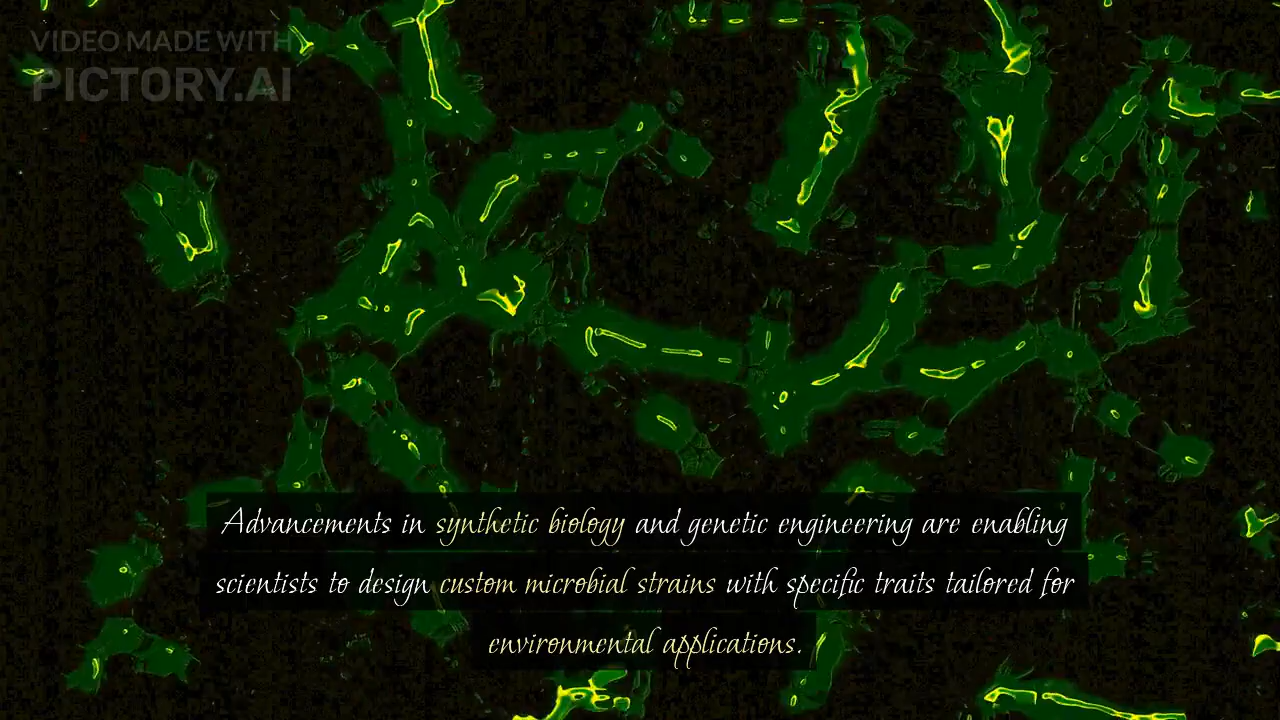 VIDEO MADE WITH
PICTORY.AI
Advancements in synthetic biology and genetic engineering are enabling
scientists to design custom microbial strains with specific traits tailored for
environmental applications.